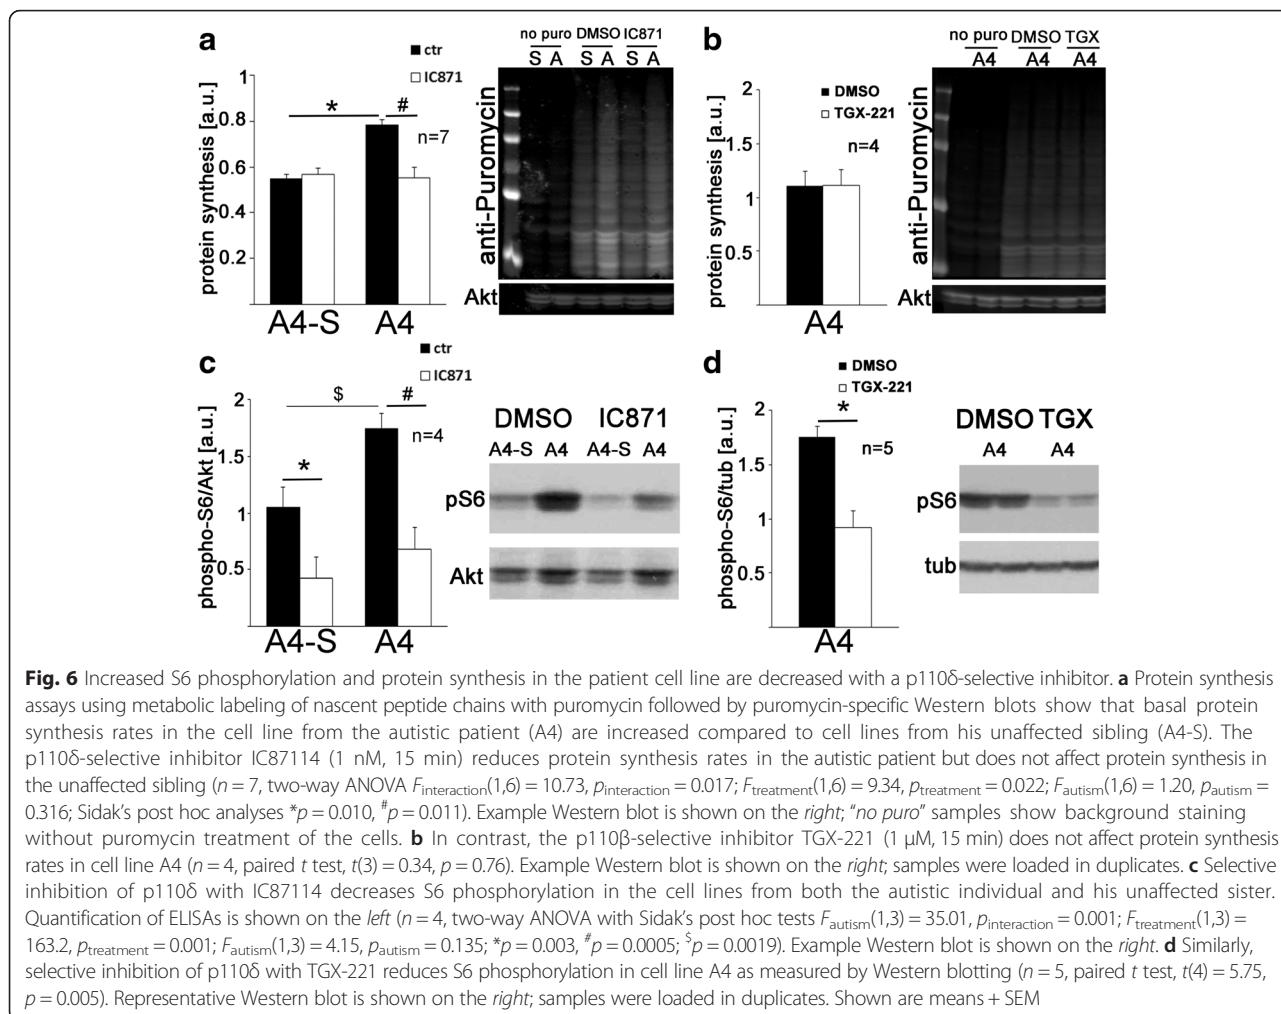 a
no puro DMSO IC871
S A S A S A
ctr
IC871
protein synthesis [a.u.]
1
0.8
0.6
0.4
0.2
*
#
n=7
A4-S A4
anti-Puromycin
Akt
b
no puro DMSO TGX
A4 A4 A4
DMSO
TGX-221
protein synthesis [a.u.]
2
1.5
1
0.5
n=4
A4
anti-Puromycin
Akt
c
ctr
IC871
phospho-S6/Akt [a.u.]
2
1.5
1
0.5
$
#
*
n=4
A4-S A4
DMSO IC871
A4-S A4 A4-S A4
pS6
Akt
d
DMSO
TGX-221
phospho-S6/tub [a.u.]
2
1.5
1
0.5
*
n=5
A4
DMSO TGX
A4 A4
pS6
tub
Fig. 6 Increased S6 phosphorylation and protein synthesis in the patient cell line are decreased with a p110δ-selective inhibitor. a Protein synthesis
assays using metabolic labeling of nascent peptide chains with puromycin followed by puromycin-specific Western blots show that basal protein
synthesis rates in the cell line from the autistic patient (A4) are increased compared to cell lines from his unaffected sibling (A4-S). The
p110δ-selective inhibitor IC87114 (1 nM, 15 min) reduces protein synthesis rates in the autistic patient but does not affect protein synthesis in
the unaffected sibling (n = 7, two-way ANOVA Finteraction(1,6) = 10.73, pinteraction = 0.017; Ftreatment(1,6) = 9.34, ptreatment = 0.022; Fautism(1,6) = 1.20, pautism =
0.316; Sidak's post hoc analyses *p = 0.010, #p = 0.011). Example Western blot is shown on the right; "no puro" samples show background staining
without puromycin treatment of the cells. b In contrast, the p110β-selective inhibitor TGX-221 (1 μM, 15 min) does not affect protein synthesis
rates in cell line A4 (n = 4, paired t test, t(3) = 0.34, p = 0.76). Example Western blot is shown on the right; samples were loaded in duplicates. c Selective
inhibition of p110δ with IC87114 decreases S6 phosphorylation in the cell lines from both the autistic individual and his unaffected sister.
Quantification of ELISAs is shown on the left (n = 4, two-way ANOVA with Sidak's post hoc tests Fautism(1,3) = 35.01, pinteraction = 0.001; Ftreatment(1,3) =
163.2, ptreatment = 0.001; Fautism(1,3) = 4.15, pautism = 0.135; *p = 0.003, #p = 0.0005; $p = 0.0019). Example Western blot is shown on the right. d Similarly,
selective inhibition of p110δ with TGX-221 reduces S6 phosphorylation in cell line A4 as measured by Western blotting (n = 5, paired t test, t(4) = 5.75,
p = 0.005). Representative Western blot is shown on the right; samples were loaded in duplicates. Shown are means + SEM